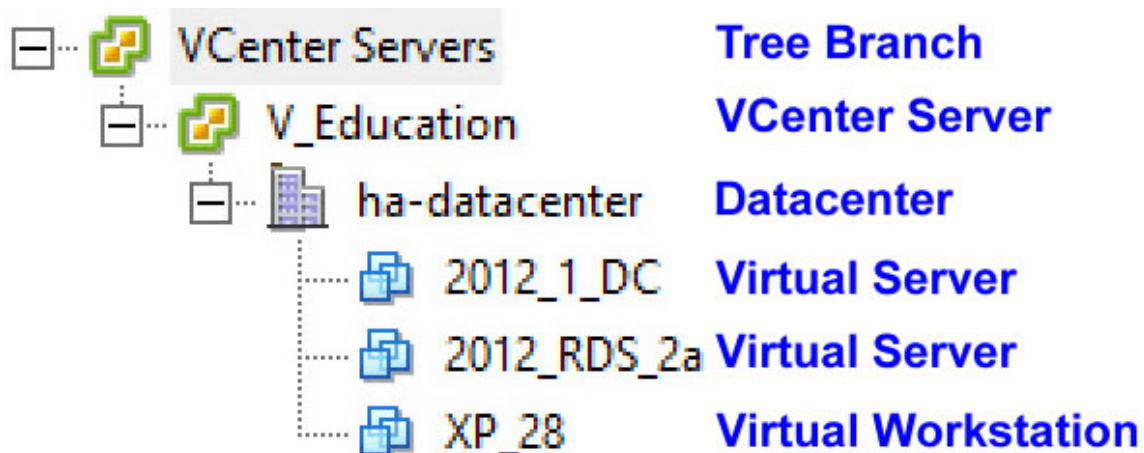 VCenter Servers Tree Branch
V_Education VCenter Server
ha-datacenter Datacenter
2012_1_DC Virtual Server
2012_RDS_2a Virtual Server
XP_28 Virtual Workstation